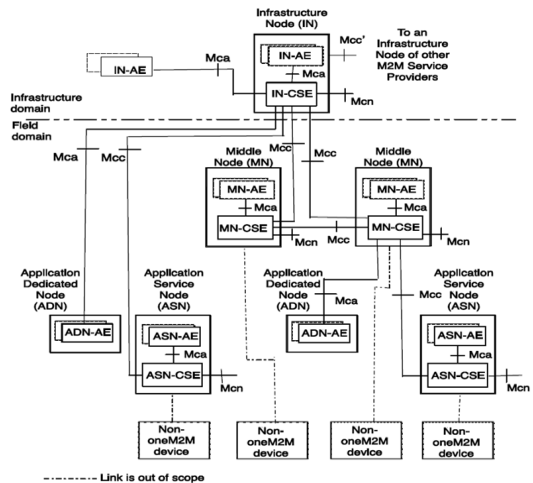 Infrastructure
Node (IN)
Mcc'
To an
Infrastructure
Node of other
M2M Service
Providers
Mca
IN-AE
IN-AE
Mca
IN-CSE
Mcn
Infrastructure
domain
Field
domain
Mca
Mcc
Mcc
Mcc
Middle
Node (MN)
Middle
Node (MN)
MN-AE
Mca
MN-CSE
Mcn
Mcc
MN-AE
Mca
MN-CSE
Mcn
Application
Dedicated
Node
(ADN)
Application
Service
Node
(ASN)
Application
Dedicated
Node
(ADN)
Mca
Mcc
Application
Service
Node
(ASN)
ADN-AE
ASN-AE
Mca
ASN-CSE
Mcn
ADN-AE
ASN-AE
Mca
ASN-CSE
Mcn
Non-
oneM2M
device
Non-
oneM2M
device
Non-
oneM2M
device
Non-
oneM2M
device
Link is out of scope